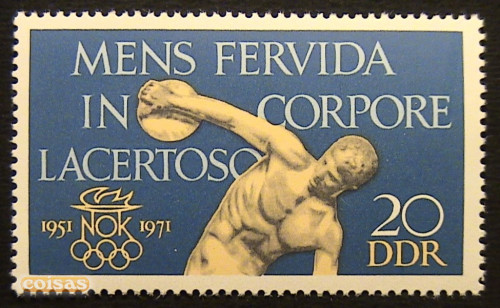 MENS FERVIDA
IN CORPORE
LACERTOSO
1951 NOK 1971
20
DDR
coisas